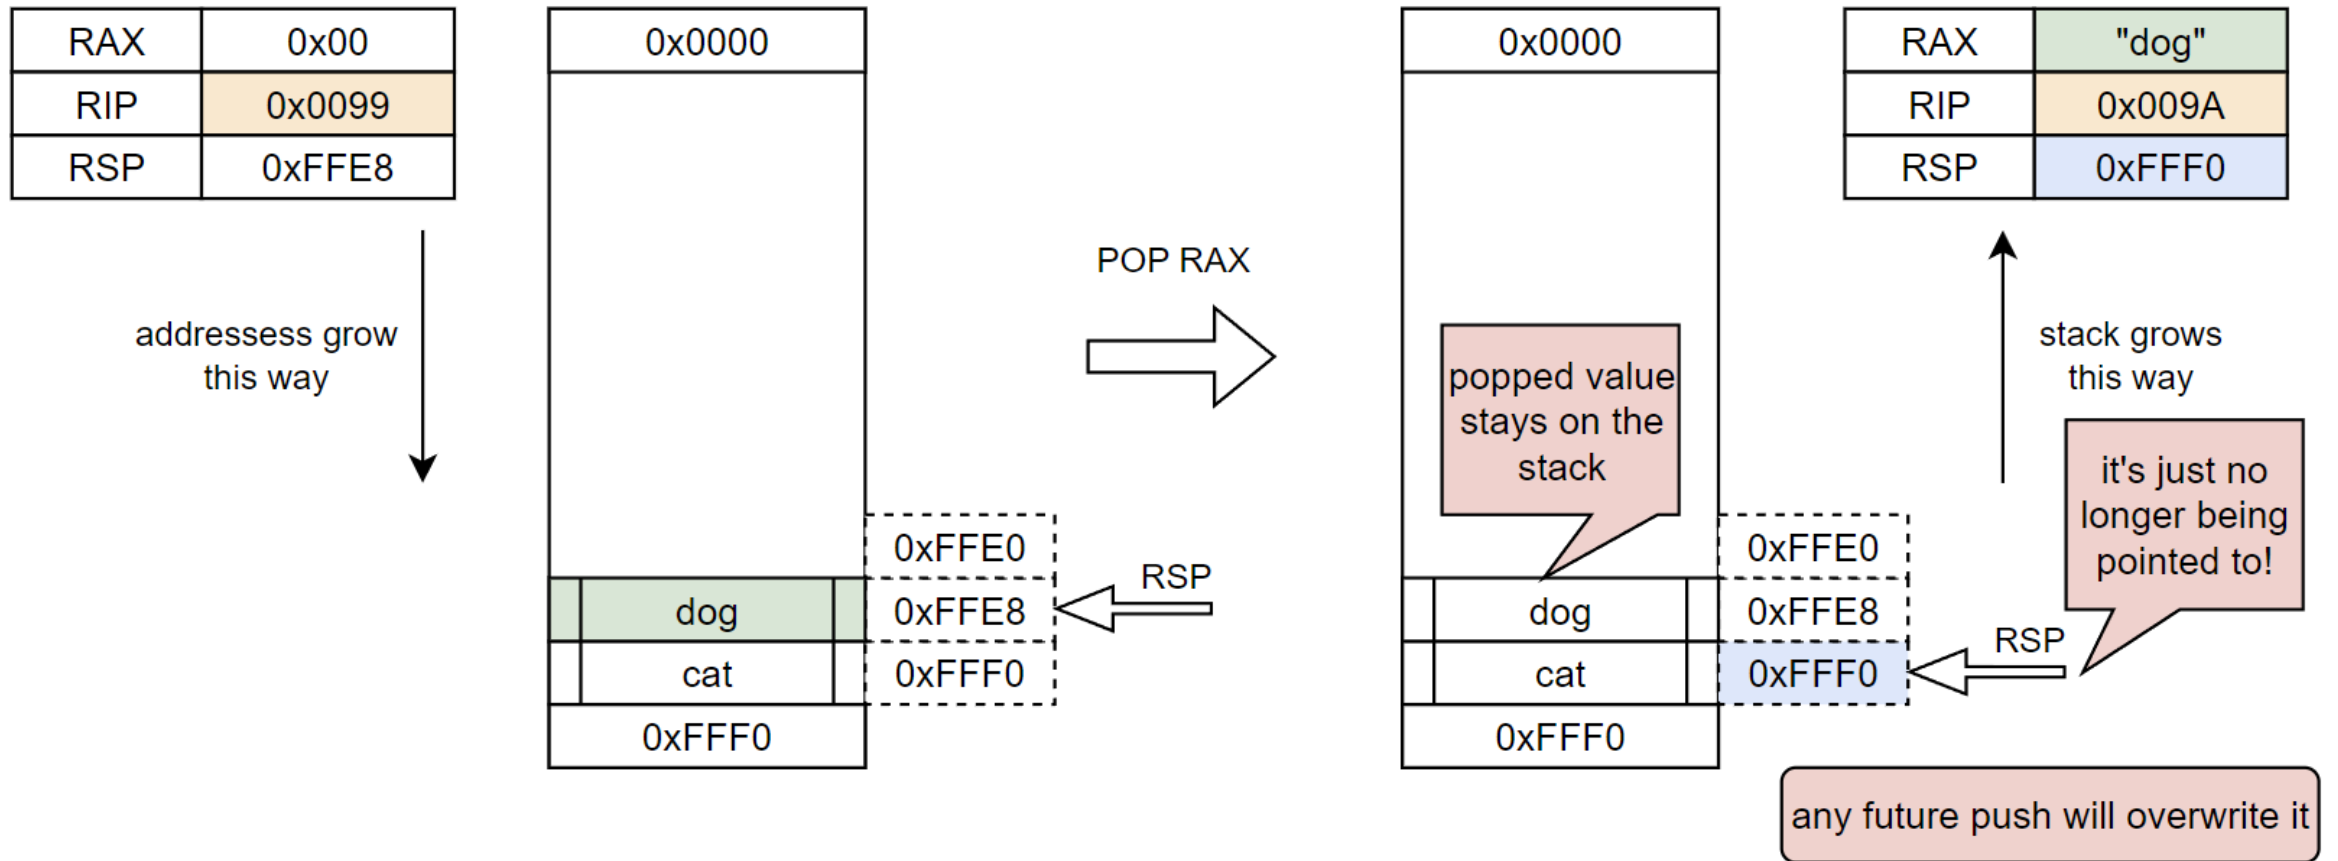 RAX 0x00
RIP 0x0099
RSP 0xFFE8
addressess grow
this way
0x0000
0xFFE0
dog 0xFFE8
RSP
cat 0xFFF0
0xFFF0
POP RAX
0x0000
popped value
stays on the
stack
0xFFE0
dog 0xFFE8
cat 0xFFF0
RSP
0xFFF0
RAX "dog"
RIP 0x009A
RSP 0xFFF0
stack grows
this way
it's just no
longer being
pointed to!
any future push will overwrite it